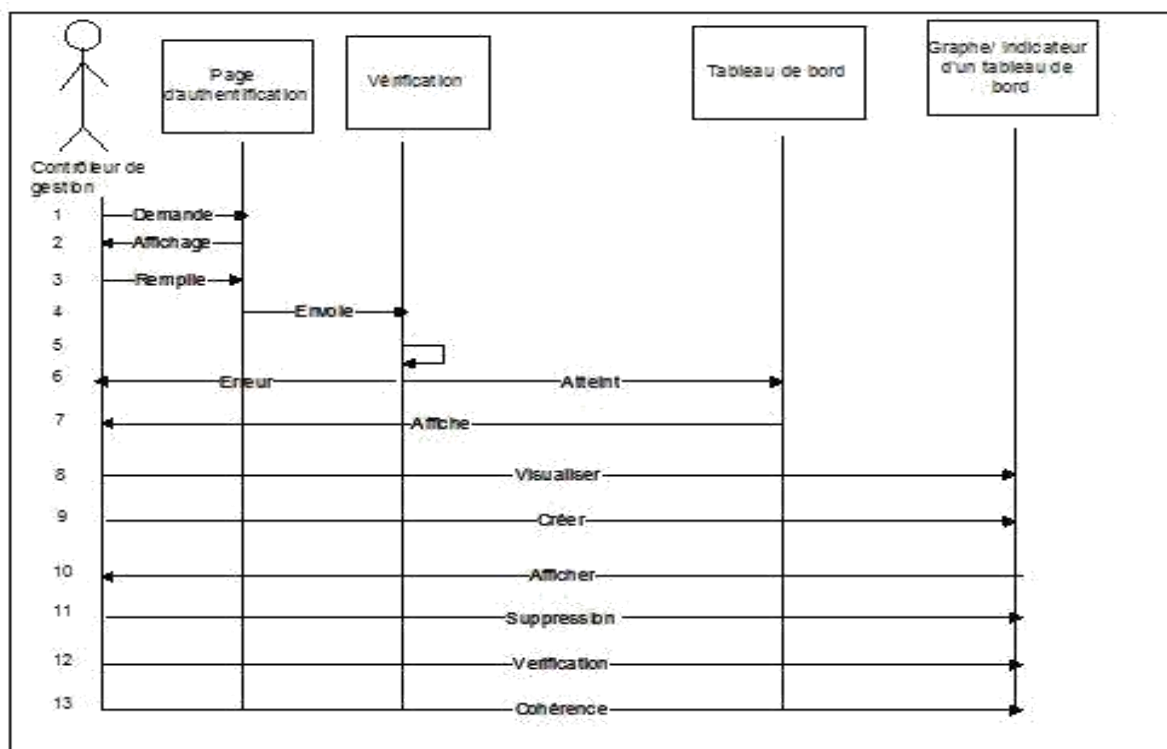 Page
d'authentification
Vérification
Tableau de bord
Graphe/ Indicateur
d'un tableau de
bord
Contrôleur de
gestion
1 Demande
2 Affichage
3 Remplie
4 Envoie
5
6 Erreur Atteint
7 Affiche
8 Visualiser
9 Créer
10 Afficher
11 Suppression
12 Verification
13 Cohérence